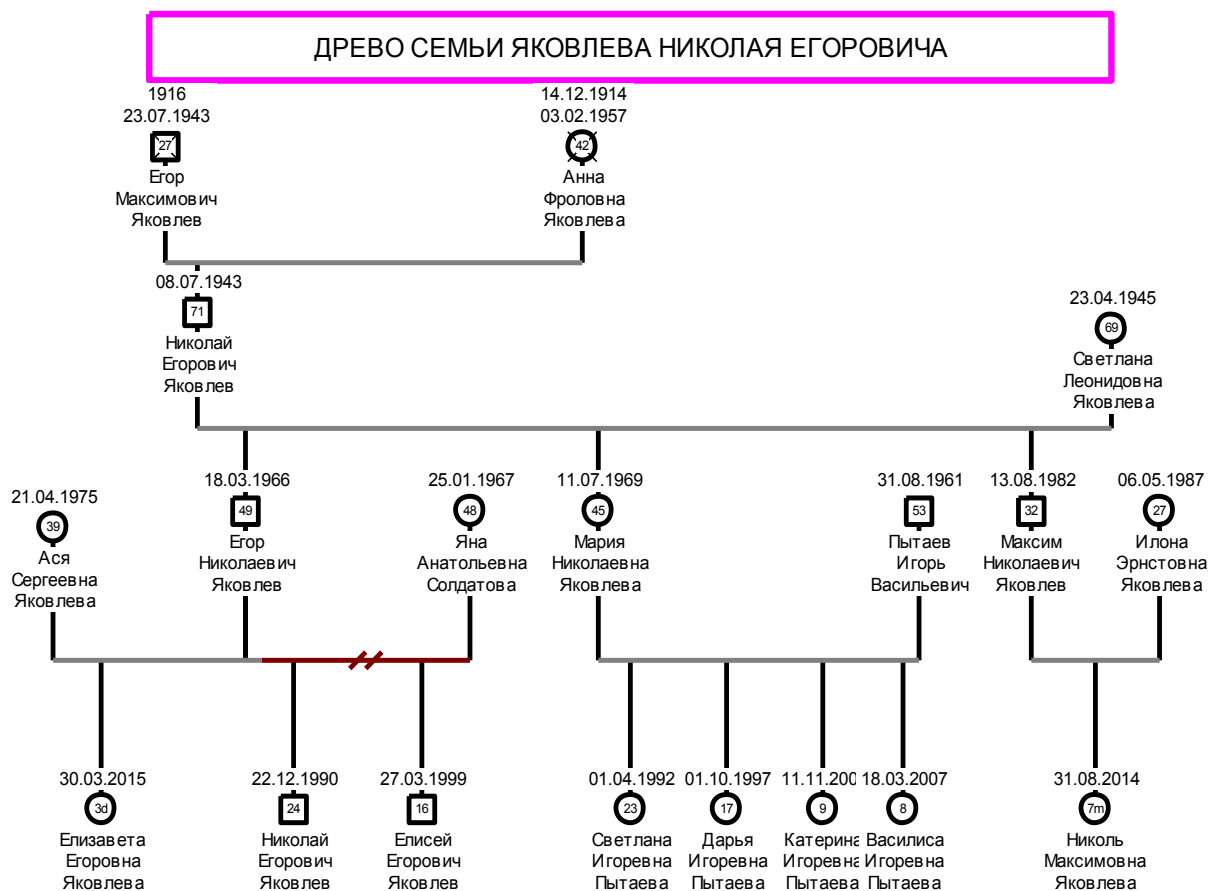 ДРЕВО СЕМЬИ ЯКОВЛЕВА НИКОЛАЯ ЕГОРОВИЧА
1916
23.07.1943
27
Егор
Максимович
Яковлев
14.12.1914
03.02.1957
42
Анна
Фроловна
Яковлева
08.07.1943
71
Николай
Егорович
Яковлев
23.04.1945
69
Светлана
Леонидовна
Яковлева
21.04.1975
39
Ася
Сергеевна
Яковлева
18.03.1966
49
Егор
Николаевич
Яковлев
25.01.1967
48
Яна
Анатольевна
Солдатова
11.07.1969
45
Мария
Николаевна
Яковлева
31.08.1961
53
Пытаев
Игорь
Васильевич
13.08.1982
32
Максим
Николаевич
Яковлев
06.05.1987
27
Илона
Эрнстовна
Яковлева
30.03.2015
3d
Елизавета
Егоровна
Яковлева
22.12.1990
24
Николай
Егорович
Яковлев
27.03.1999
16
Елисей
Егорович
Яковлев
01.04.1992
23
Светлана
Игоревна
Пытаева
01.10.1997
17
Дарья
Игоревна
Пытаева
11.11.200
9
Катерина
Игоревна
Пытаева
18.03.2007
8
Василиса
Игоревна
Пытаева
31.08.2014
7m
Николь
Максимовна
Яковлева